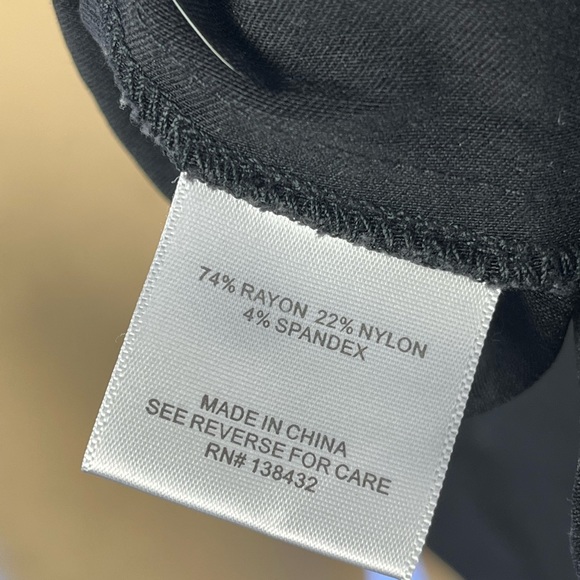 74% RAYON 22% NYLON
4% SPANDEX
MADE IN CHINA
SEE REVERSE FOR CARE
RN# 138432